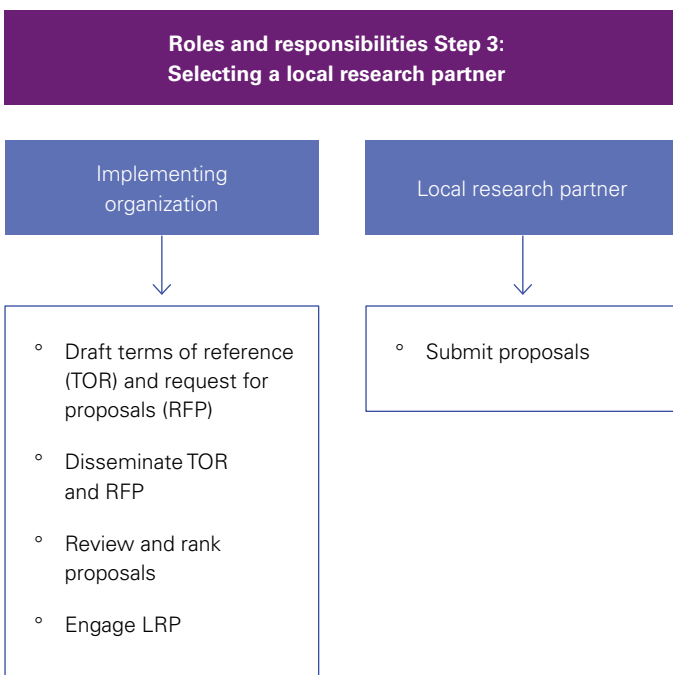 Roles and responsibilities Step 3:
Selecting a local research partner
Implementing
organization
Local research partner
° Draft terms of reference
(TOR) and request for
proposals (RFP)
° Disseminate TOR
and RFP
° Review and rank
proposals
° Engage LRP
° Submit proposals